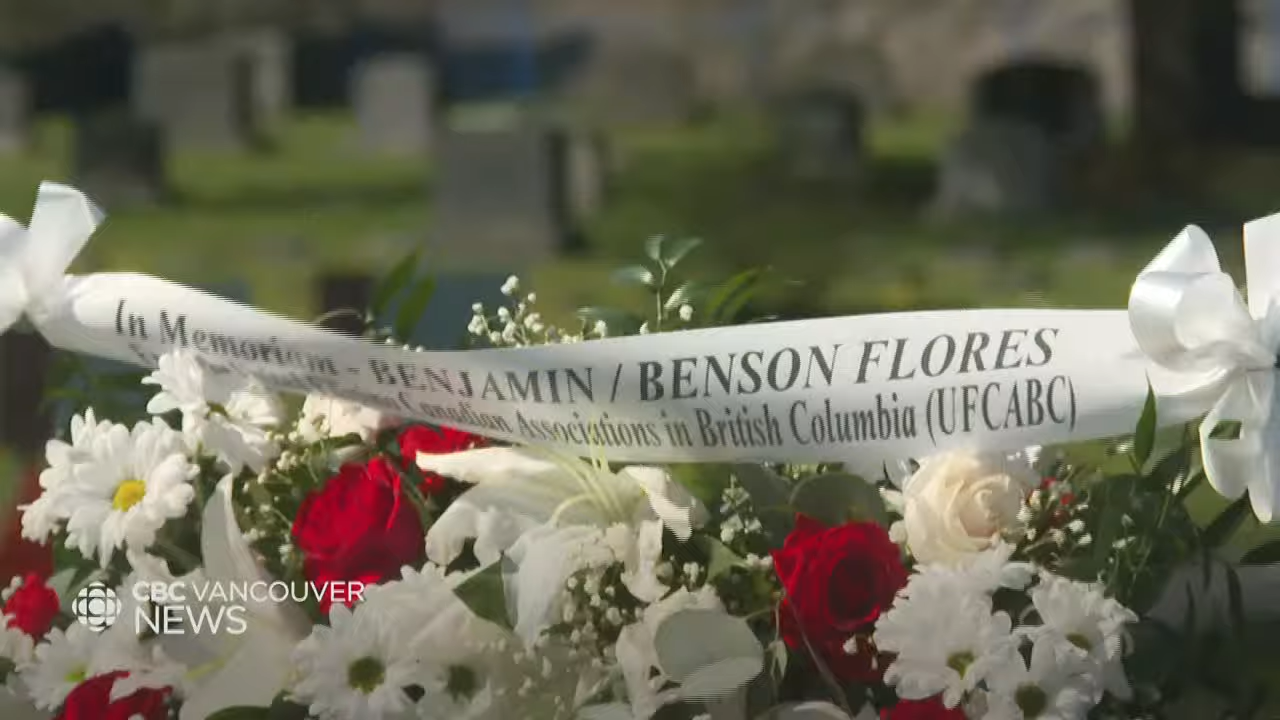 In Memoriam - BENJAMIN / BENSON FLORES
Canadian Associations in British Columbia (UFCABC)
CBC VANCOUVER
NEWS